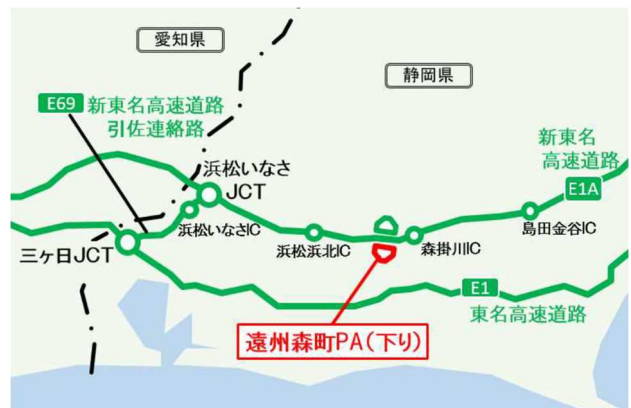 愛知県
静岡県
E69 新東名高速道路
引佐連絡路
新東名
高速道路
E1A
浜松いなさ
JCT
浜松いなさIC
三ヶ日JCT
浜松浜北IC
森掛川IC
島田金谷IC
E1
東名高速道路
遠州森町PA(下り)